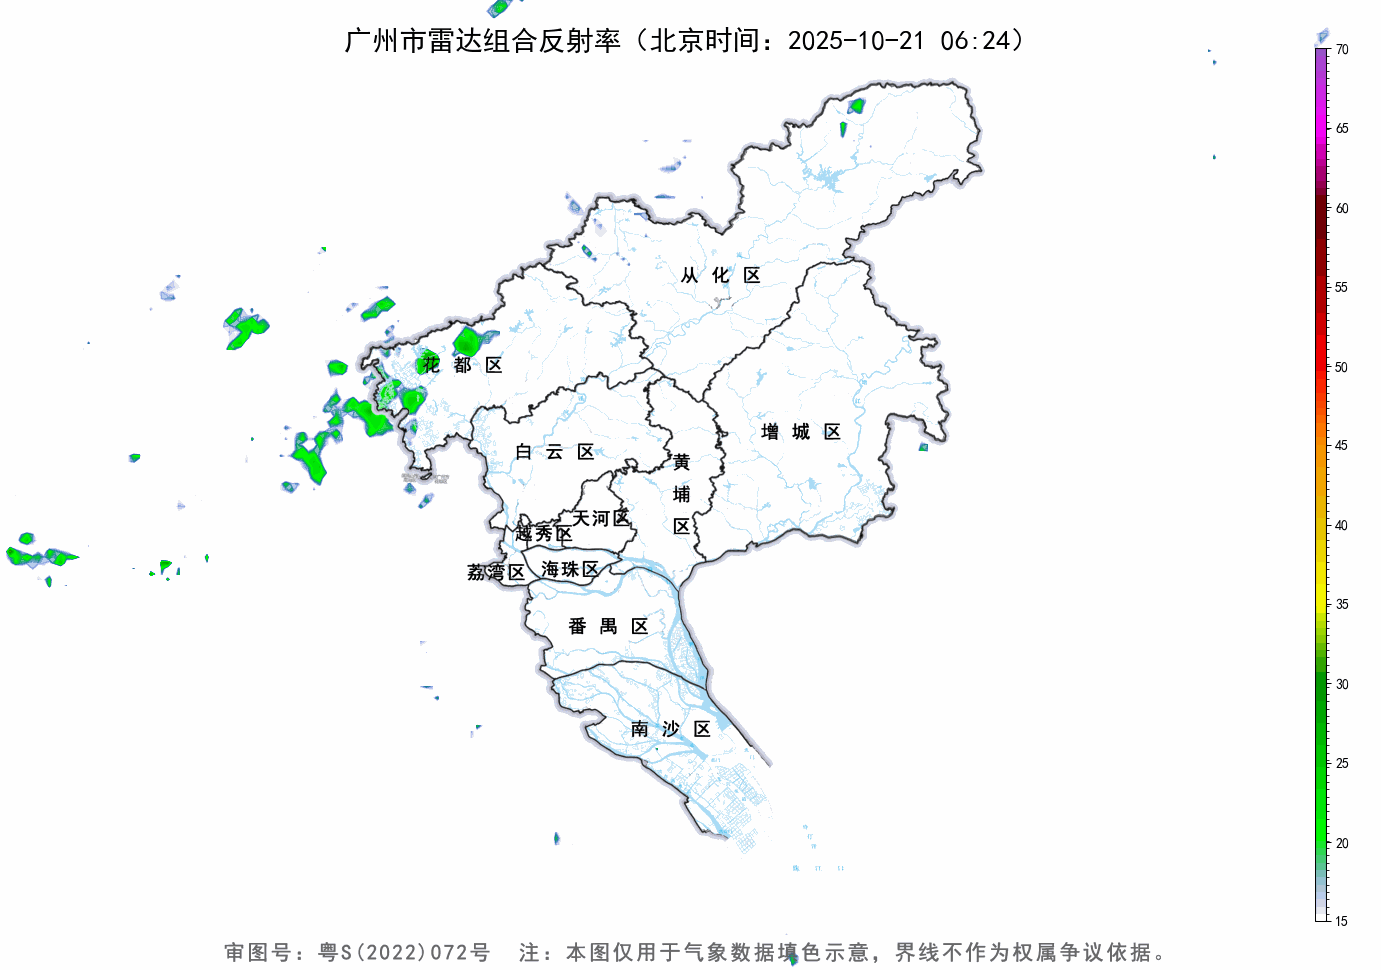 广州市雷达组合反射率（北京时间：2025-10-21 06:24）
70
65
60
55
50
45
40
35
30
25
20
15
从化区
花都区
增城区
白云区
黄埔区
天河区
越秀区
荔湾区
海珠区
番禺区
南沙区
审图号：粤S(2022)072号 注：本图仅用于气象数据填色示意，界线不作为权属争议依据。